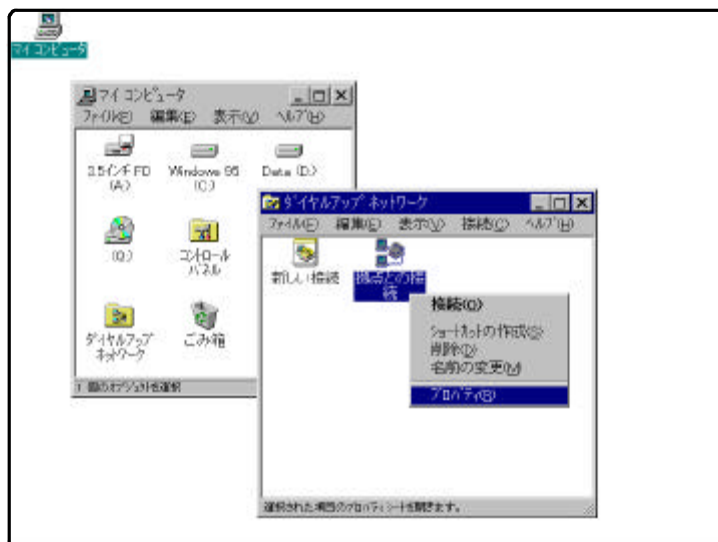 マイ コンピュータ
マイ コンピュータ
ファイル(F) 編集(E) 表示(V) ヘルプ(H)
3.5インチ FD
(A:)
Windows 95
(C:)
Data (D:)
(Q:)
コントロール
パネル
ダイヤルアップ
ネットワーク
ごみ箱
1 個のオブジェクトを選択
ダイヤルアップ ネットワーク
ファイル(F) 編集(E) 表示(V) 接続(C) ヘルプ(H)
新しい接続
拠点との接
続
接続(O)
ショートカットの作成(S)
削除(D)
名前の変更(M)
プロパティ(R)
選択された項目のプロパティ シートを開きます。